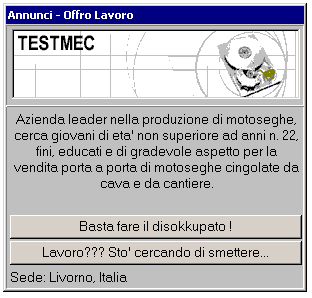 Annunci - Offro Lavoro
TESTMEC
Azienda leader nella produzione di motoseghe,
cerca giovani di eta' non superiore ad anni n. 22,
fini, educati e di gradevole aspetto per la
vendita porta a porta di motoseghe cingolate da
cava e da cantiere.
Basta fare il disokkupato !
Lavoro??? Sto' cercando di smettere...
Sede: Livorno, Italia